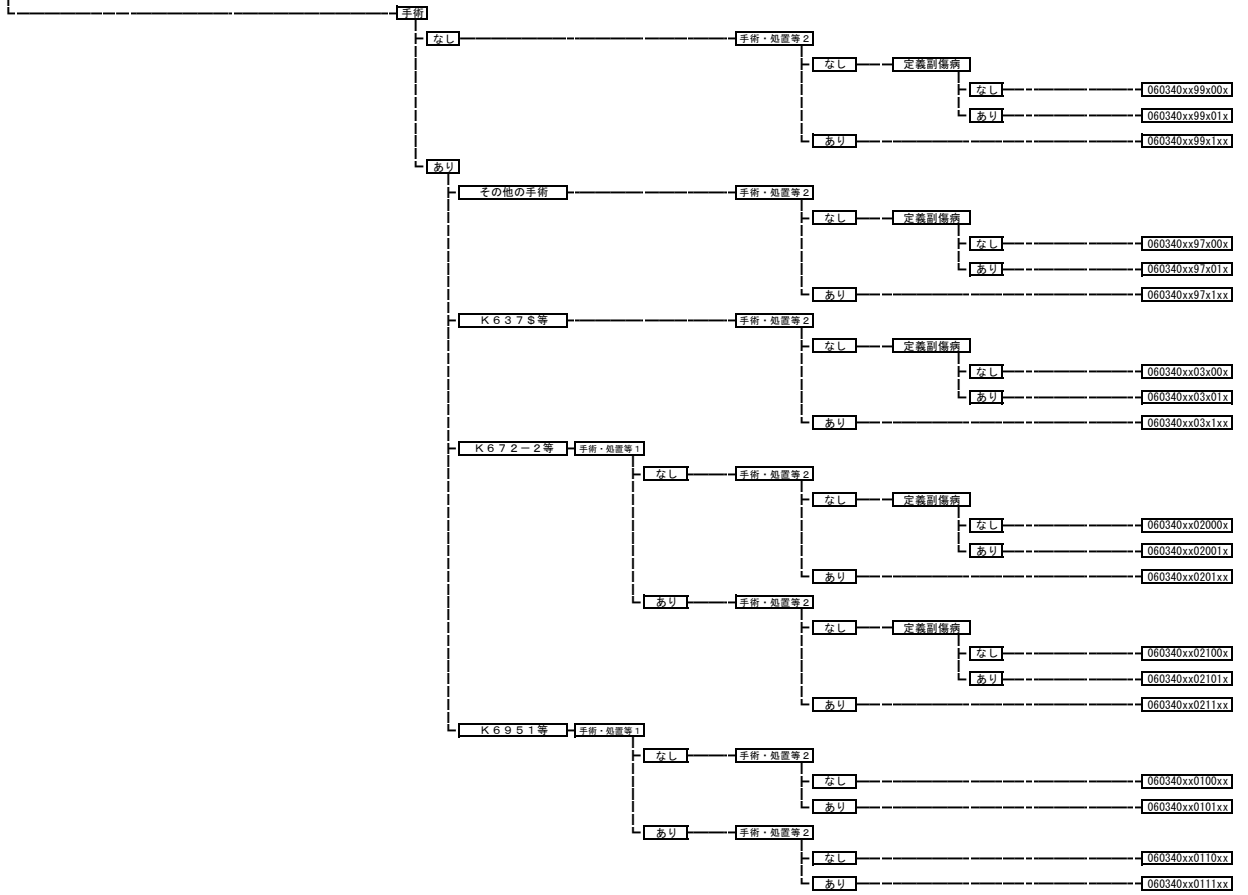 手術
なし 手術・処置等2
なし 定義副傷病
なし 060340xx99x00x
あり 060340xx99x01x
あり 060340xx99x1xx
あり
その他の手術 手術・処置等2
なし 定義副傷病
なし 060340xx97x00x
あり 060340xx97x01x
あり 060340xx97x1xx
K637$等 手術・処置等2
なし 定義副傷病
なし 060340xx03x00x
あり 060340xx03x01x
あり 060340xx03x1xx
K672-2等 手術・処置等1
なし 手術・処置等2
なし 定義副傷病
なし 060340xx02000x
あり 060340xx02001x
あり 060340xx0201xx
あり 手術・処置等2
なし 定義副傷病
なし 060340xx02100x
あり 060340xx02101x
あり 060340xx0211xx
K6951等 手術・処置等1
なし 手術・処置等2
なし 060340xx0100xx
あり 060340xx0101xx
あり 手術・処置等2
なし 060340xx0110xx
あり 060340xx0111xx